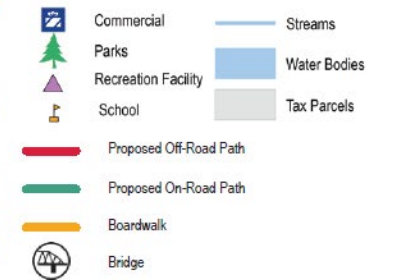 Commercial
Parks
Recreation Facility
School
Streams
Water Bodies
Tax Parcels
Proposed Off-Road Path
Proposed On-Road Path
Boardwalk
Bridge